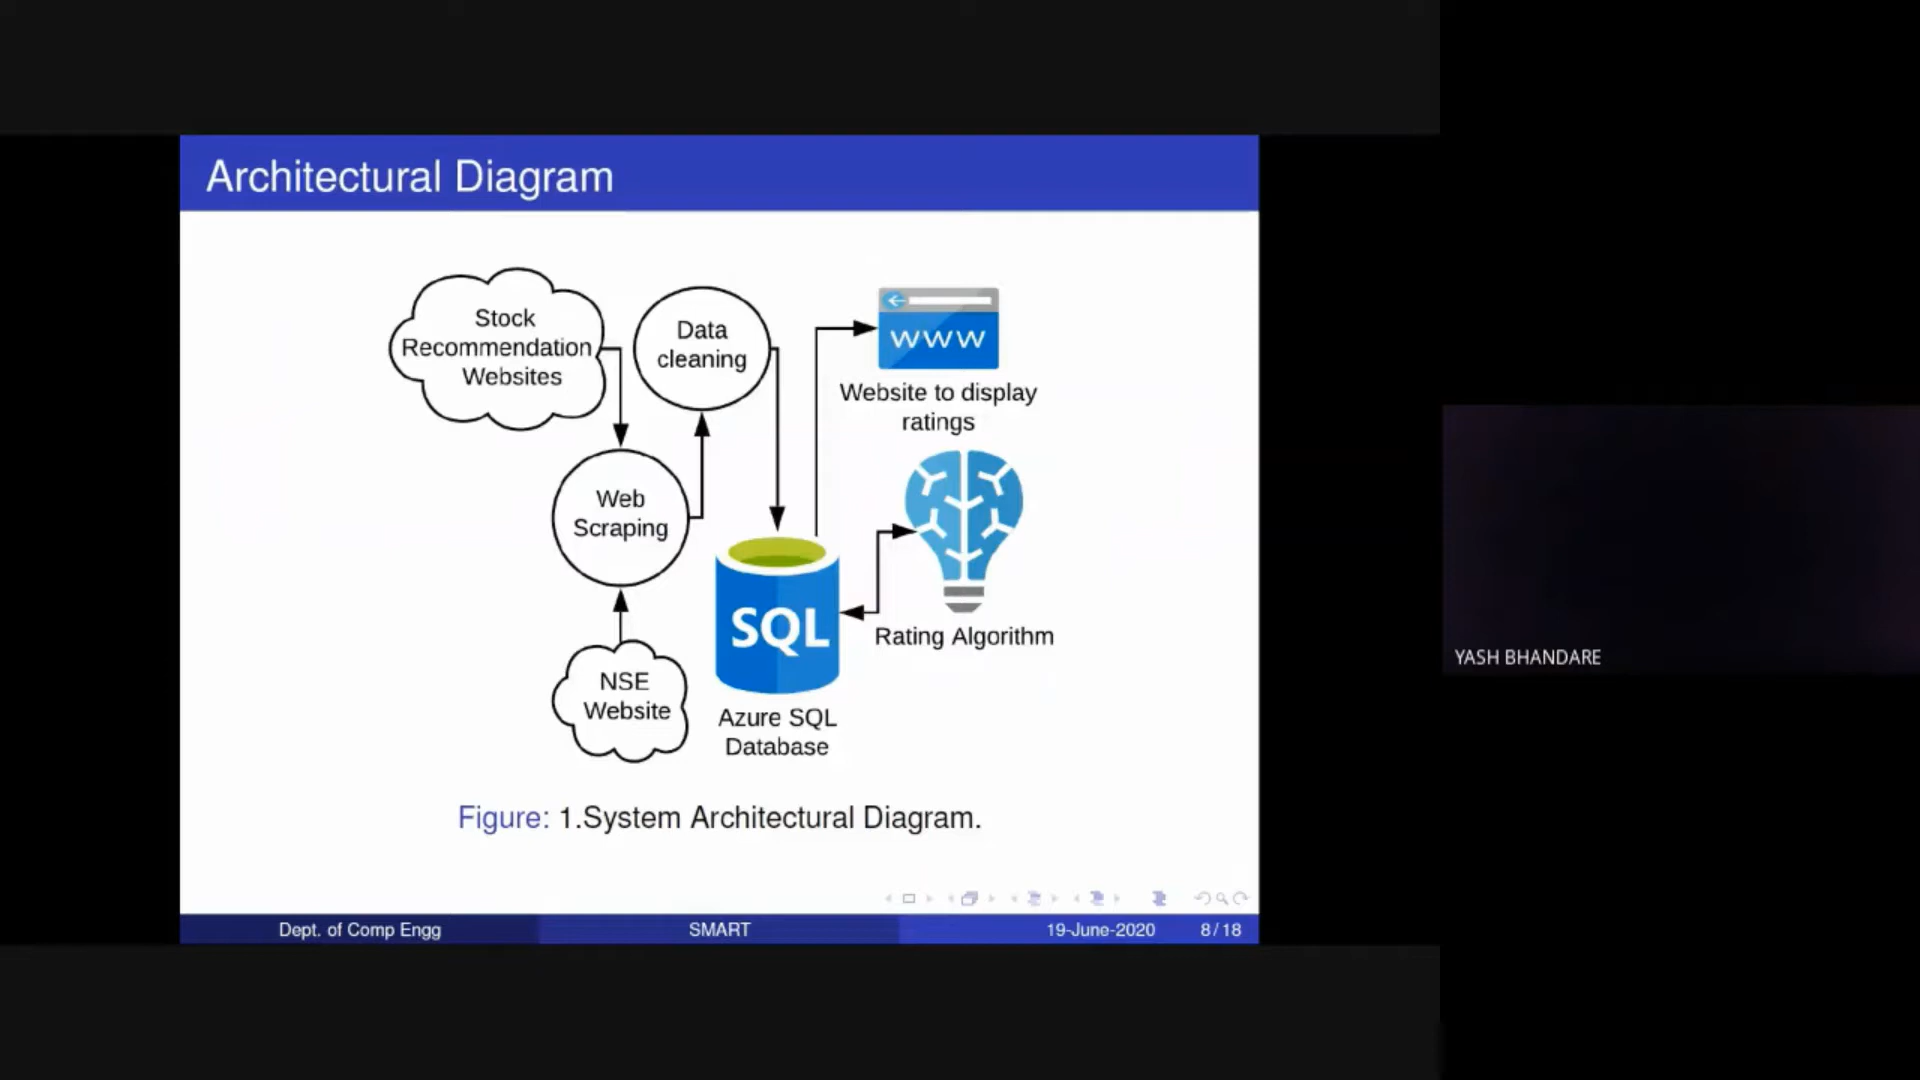 Architectural Diagram
Stock
Recommendation
Websites
Data
cleaning
www
Website to display
ratings
Web
Scraping
SQL
Rating Algorithm
NSE
Website
Azure SQL
Database
Figure: 1.System Architectural Diagram.
Dept. of Comp Engg
SMART
19-June-2020
8/18
YASH BHANDARE